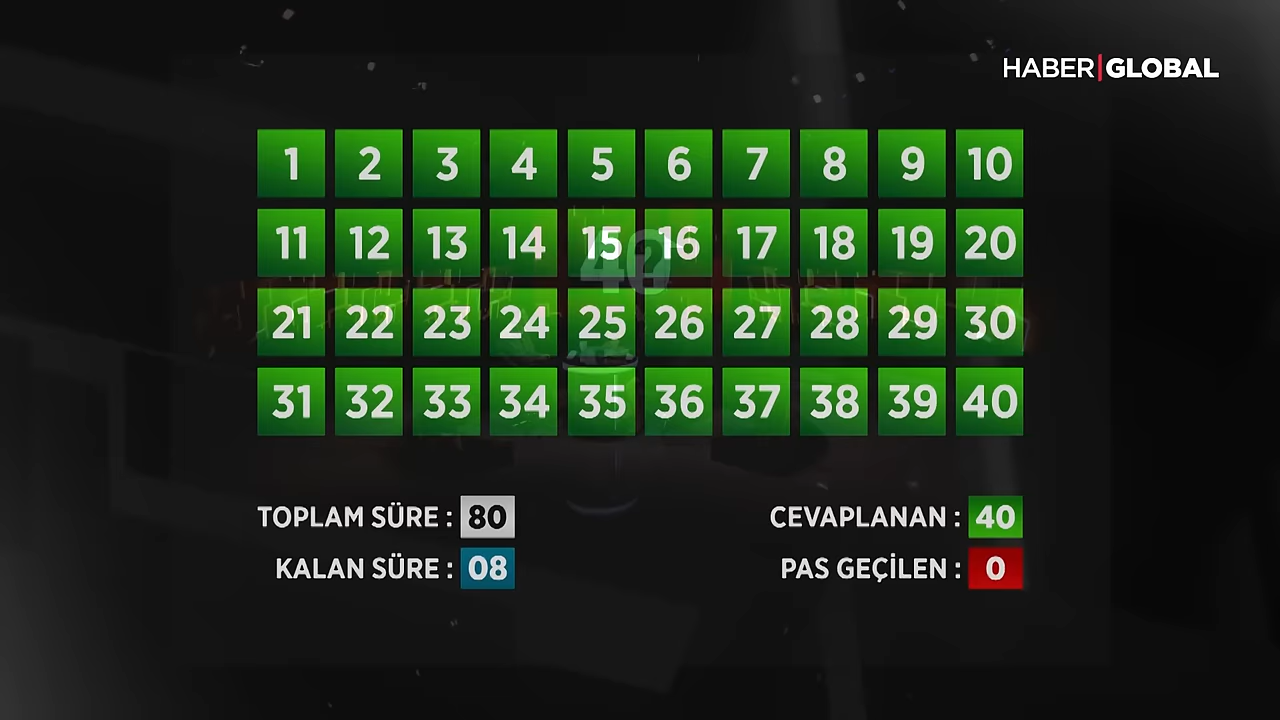 HABER|GLOBAL
1 2 3 4 5 6 7 8 9 10
11 12 13 14 15 16 17 18 19 20
21 22 23 24 25 26 27 28 29 30
31 32 33 34 35 36 37 38 39 40
TOPLAM SÜRE : 80
CEVAPLANAN : 40
KALAN SÜRE : 08
PAS GEÇİLEN : 0